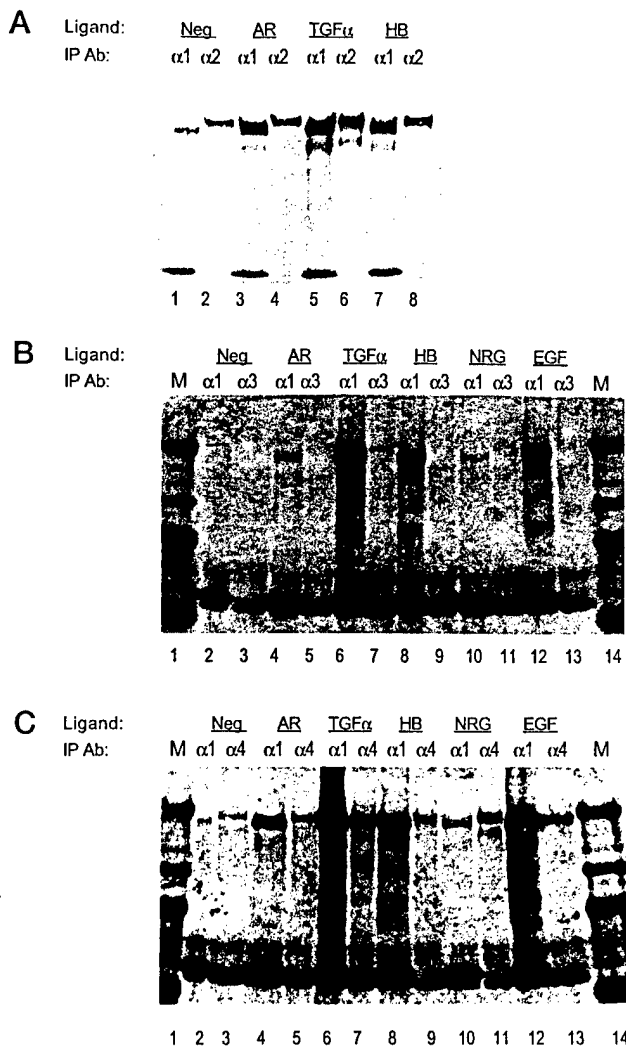 A
Ligand: Neg AR TGFα HB
IP Ab: α1 α2 α1 α2 α1 α2 α1 α2
1 2 3 4 5 6 7 8
B
Ligand: Neg AR TGFα HB NRG EGF
IP Ab: M α1 α3 α1 α3 α1 α3 α1 α3 α1 α3 α1 α3 M
1 2 3 4 5 6 7 8 9 10 11 12 13 14
C
Ligand: Neg AR TGFα HB NRG EGF
IP Ab: M α1 α4 α1 α4 α1 α4 α1 α4 α1 α4 α1 α4 M
1 2 3 4 5 6 7 8 9 10 11 12 13 14